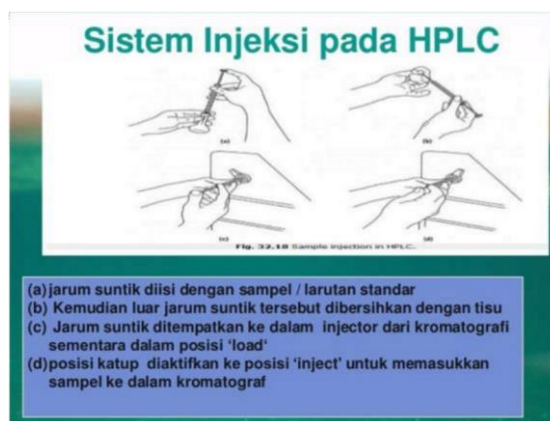 Sistem Injeksi pada HPLC
(a)
(b)
(c)
(d)
Fig. 32.18 Sample injection in HPLC.
(a) jarum suntik diisi dengan sampel / larutan standar
(b) Kemudian luar jarum suntik tersebut dibersihkan dengan tisu
(c) Jarum suntik ditempatkan ke dalam injector dari kromatografi
sementara dalam posisi 'load'
(d) posisi katup diaktifkan ke posisi 'inject' untuk memasukkan
sampel ke dalam kromatograf